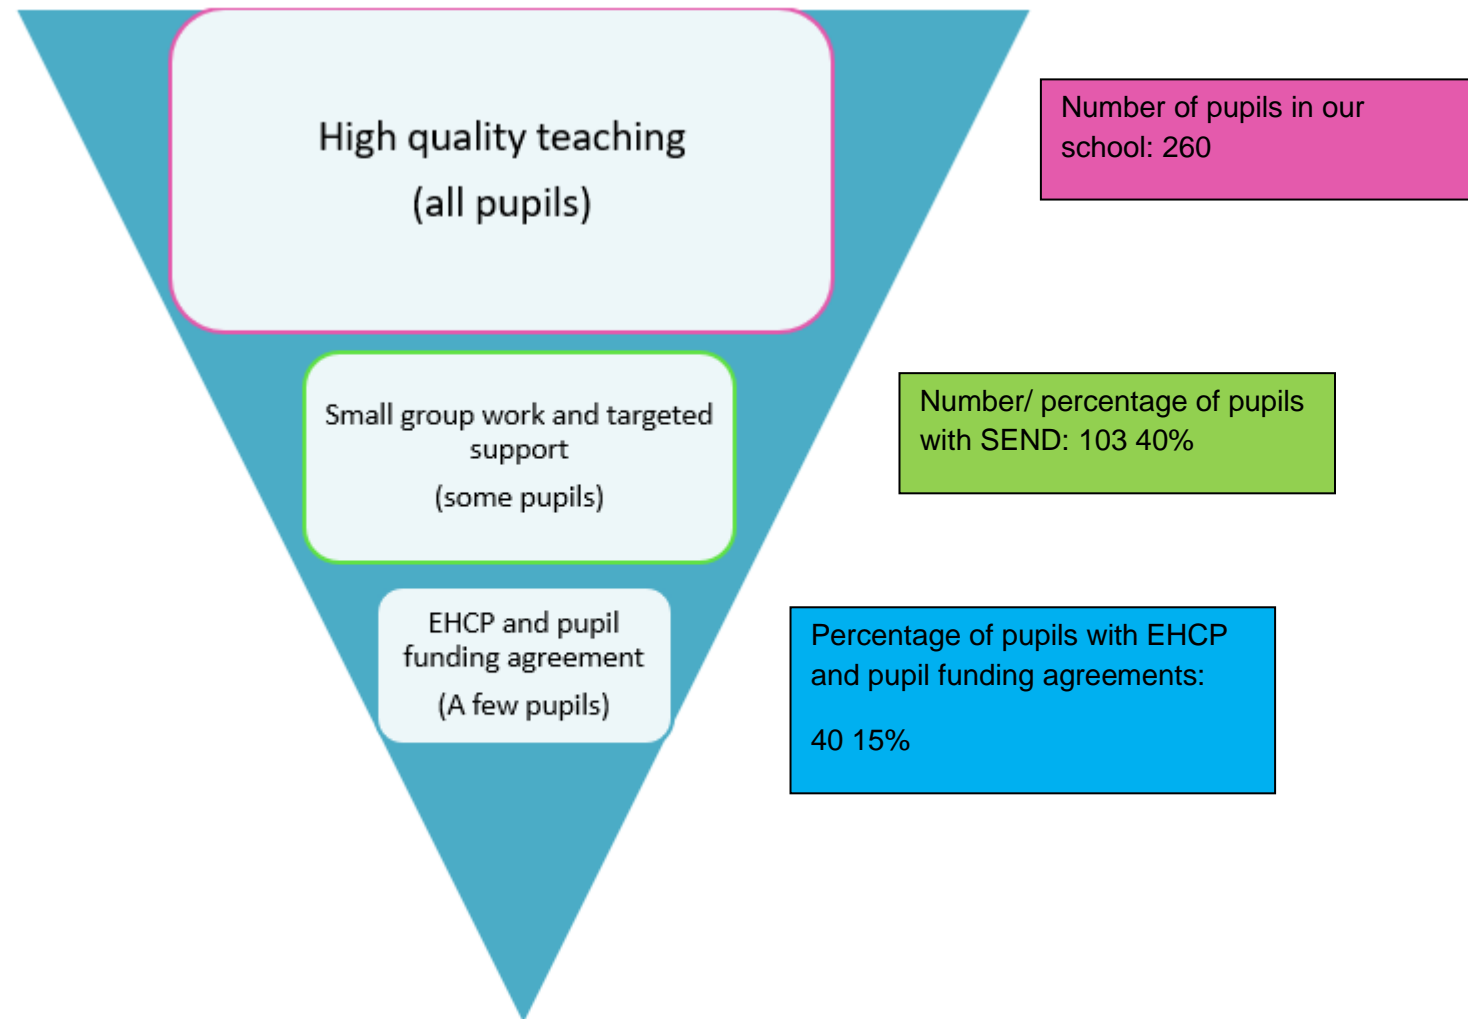 High quality teaching
(all pupils)
Number of pupils in our
school: 260
Small group work and targeted
support
(some pupils)
Number/ percentage of pupils
with SEND: 103 40%
EHCP and pupil
funding agreement
(A few pupils)
Percentage of pupils with EHCP
and pupil funding agreements:
40 15%